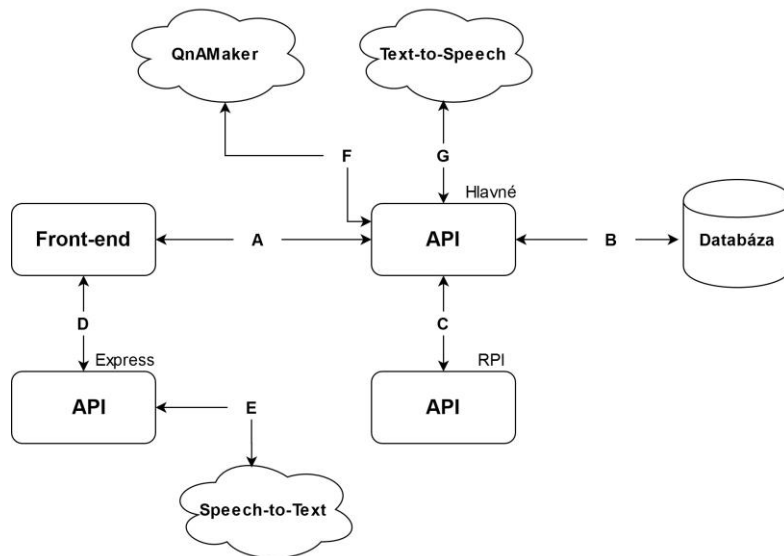 QnAMaker
Text-to-Speech
F
G
Hlavné
Front-end
A
API
B
Databáza
D
C
Express
RPI
API
API
E
Speech-to-Text